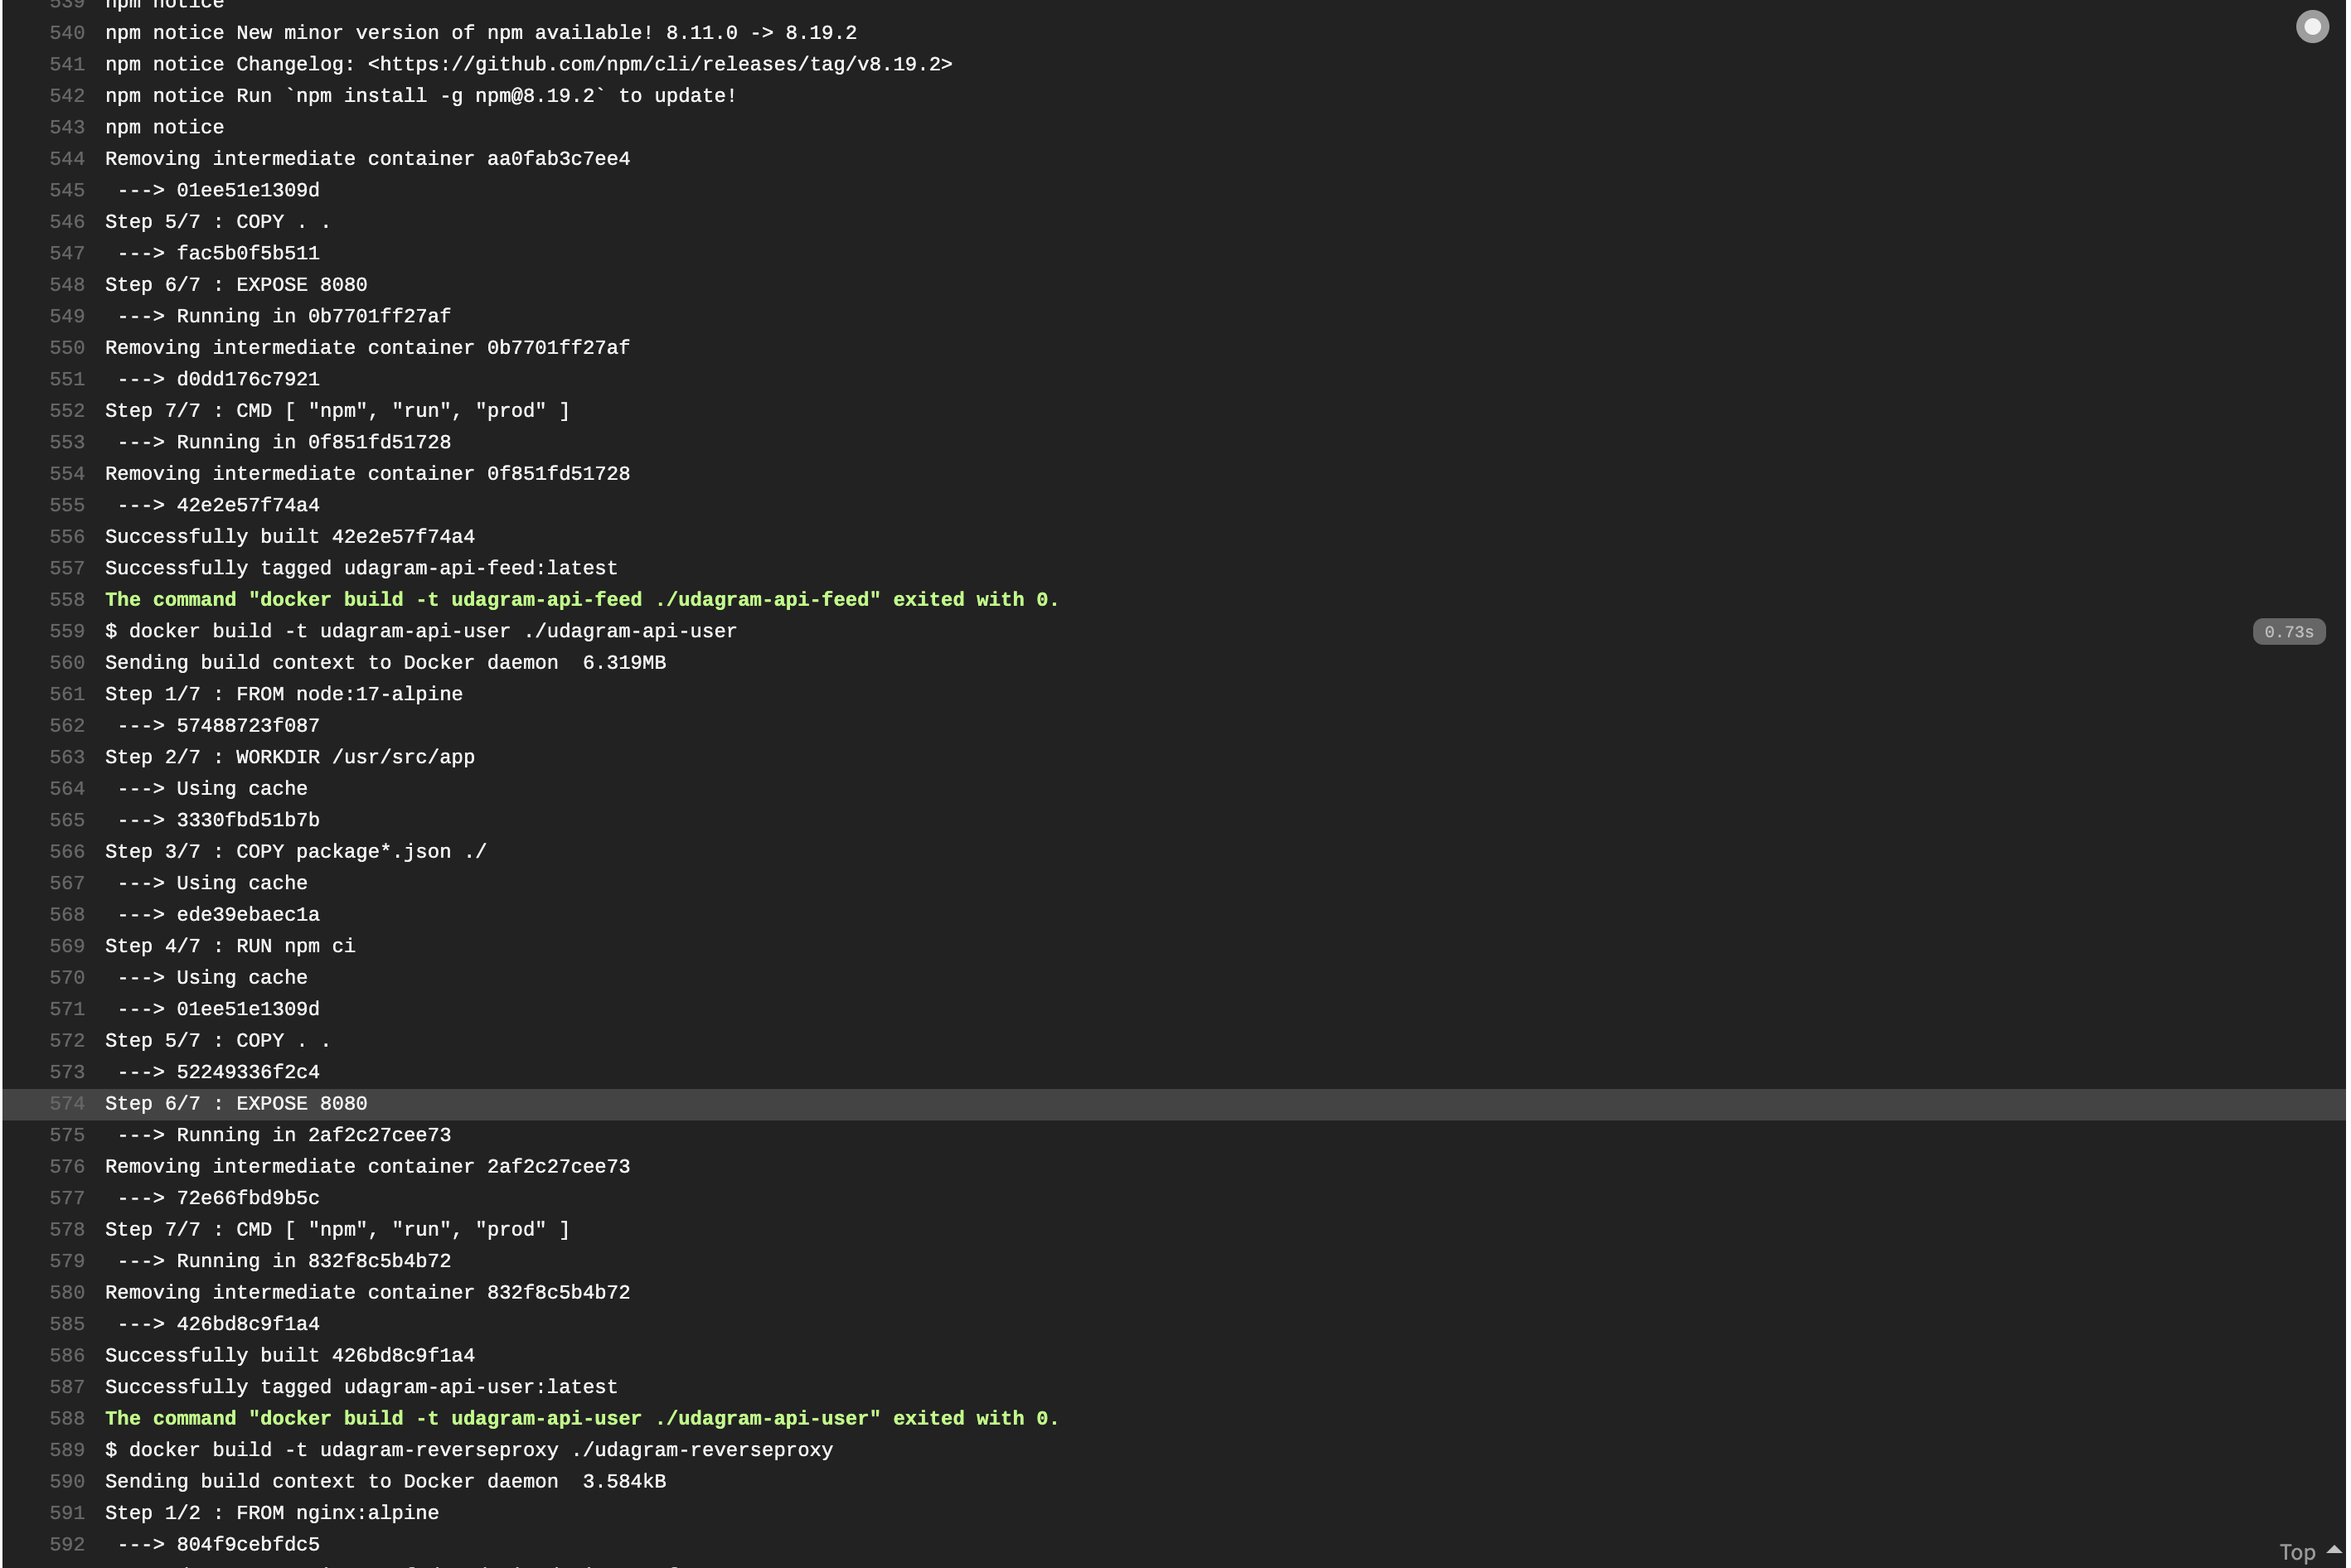 539 npm notice
540 npm notice New minor version of npm available! 8.11.0 -> 8.19.2
541 npm notice Changelog: <https://github.com/npm/cli/releases/tag/v8.19.2>
542 npm notice Run `npm install -g npm@8.19.2` to update!
543 npm notice
544 Removing intermediate container aa0fab3c7ee4
545  ---> 01ee51e1309d
546 Step 5/7 : COPY . .
547  ---> fac5b0f5b511
548 Step 6/7 : EXPOSE 8080
549  ---> Running in 0b7701ff27af
550 Removing intermediate container 0b7701ff27af
551  ---> d0dd176c7921
552 Step 7/7 : CMD [ "npm", "run", "prod" ]
553  ---> Running in 0f851fd51728
554 Removing intermediate container 0f851fd51728
555  ---> 42e2e57f74a4
556 Successfully built 42e2e57f74a4
557 Successfully tagged udagram-api-feed:latest
558 The command "docker build -t udagram-api-feed ./udagram-api-feed" exited with 0.
559 $ docker build -t udagram-api-user ./udagram-api-user 0.73s
560 Sending build context to Docker daemon  6.319MB
561 Step 1/7 : FROM node:17-alpine
562  ---> 57488723f087
563 Step 2/7 : WORKDIR /usr/src/app
564  ---> Using cache
565  ---> 3330fbd51b7b
566 Step 3/7 : COPY package*.json ./
567  ---> Using cache
568  ---> ede39ebaec1a
569 Step 4/7 : RUN npm ci
570  ---> Using cache
571  ---> 01ee51e1309d
572 Step 5/7 : COPY . .
573  ---> 52249336f2c4
574 Step 6/7 : EXPOSE 8080
575  ---> Running in 2af2c27cee73
576 Removing intermediate container 2af2c27cee73
577  ---> 72e66fbd9b5c
578 Step 7/7 : CMD [ "npm", "run", "prod" ]
579  ---> Running in 832f8c5b4b72
580 Removing intermediate container 832f8c5b4b72
585  ---> 426bd8c9f1a4
586 Successfully built 426bd8c9f1a4
587 Successfully tagged udagram-api-user:latest
588 The command "docker build -t udagram-api-user ./udagram-api-user" exited with 0.
589 $ docker build -t udagram-reverseproxy ./udagram-reverseproxy
590 Sending build context to Docker daemon  3.584kB
591 Step 1/2 : FROM nginx:alpine
592  ---> 804f9cebfdc5
Top